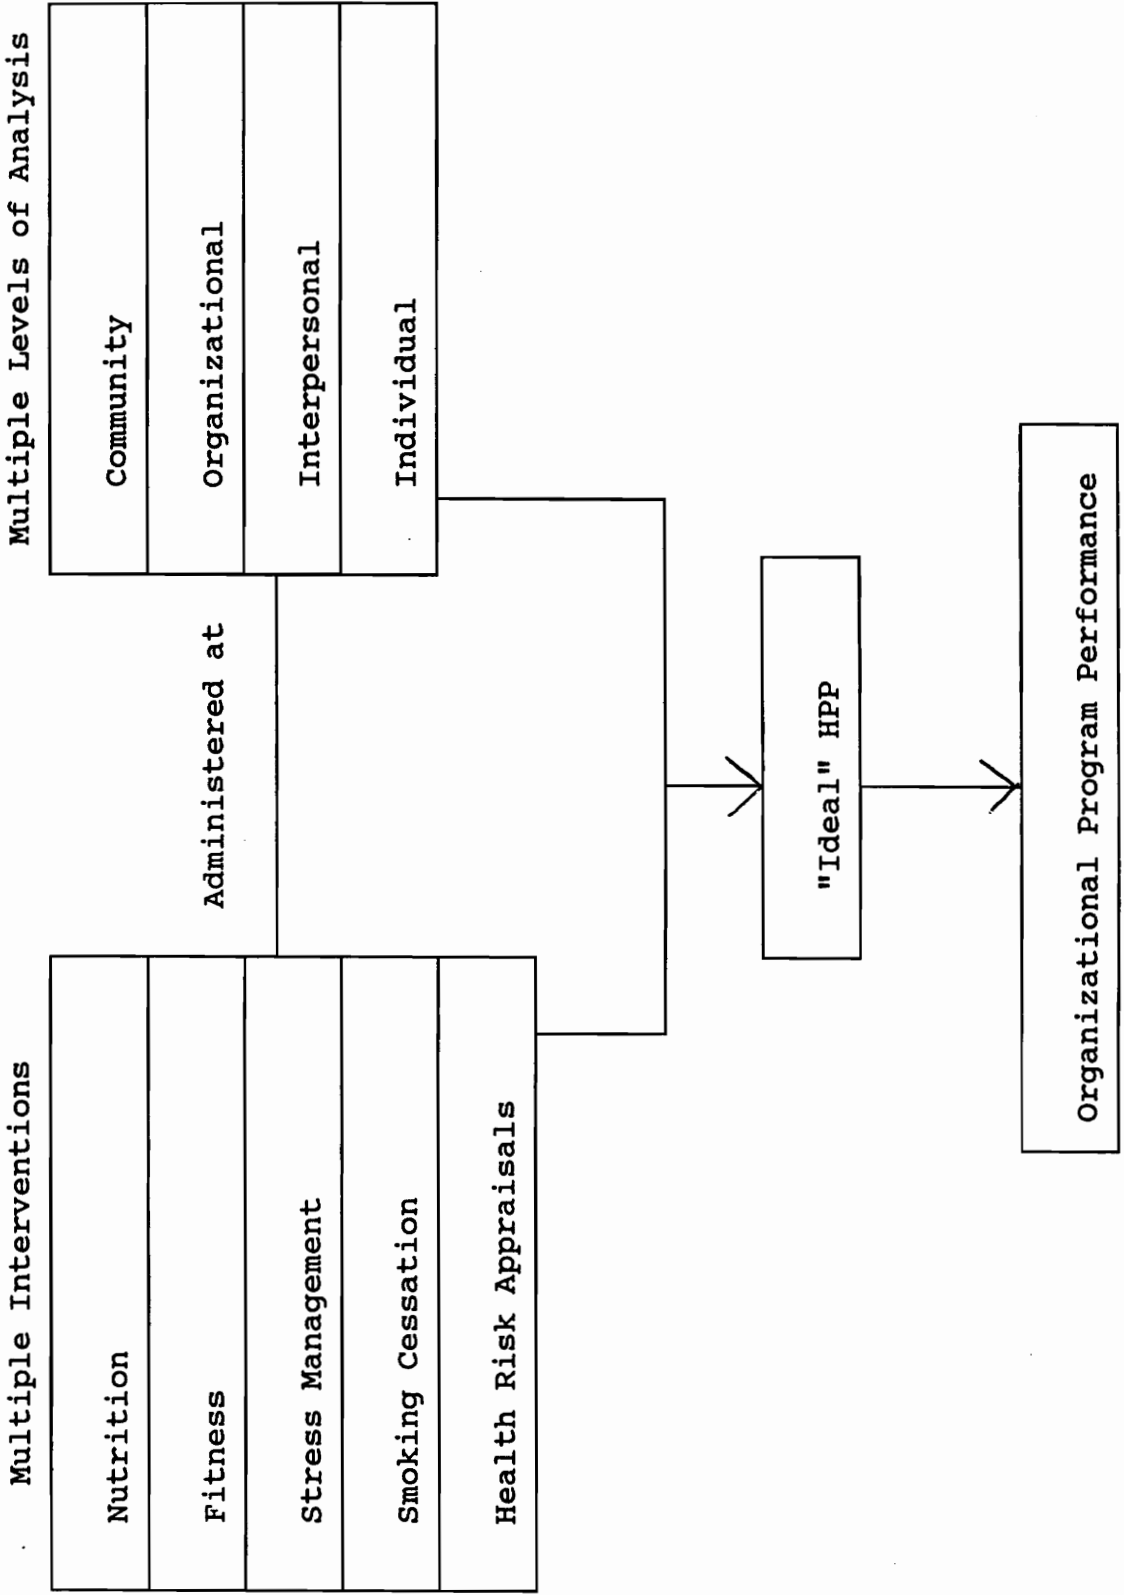 Multiple Interventions
Nutrition
Fitness
Stress Management
Smoking Cessation
Health Risk Appraisals
Administered at
Multiple Levels of Analysis
Community
Organizational
Interpersonal
Individual
"Ideal" HPP
Organizational Program Performance